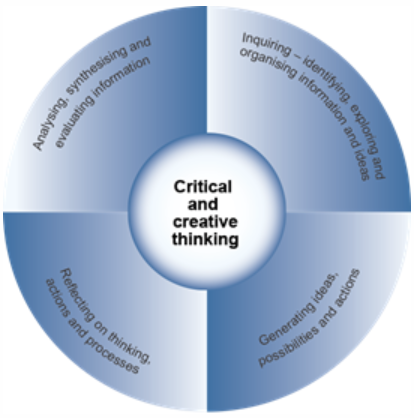 Analysing, synthesising and
evaluating information
Inquiring – identifying, exploring and
organising information and ideas
Critical
and
creative
thinking
Reflecting on thinking,
actions and processes
Generating ideas,
possibilities and actions